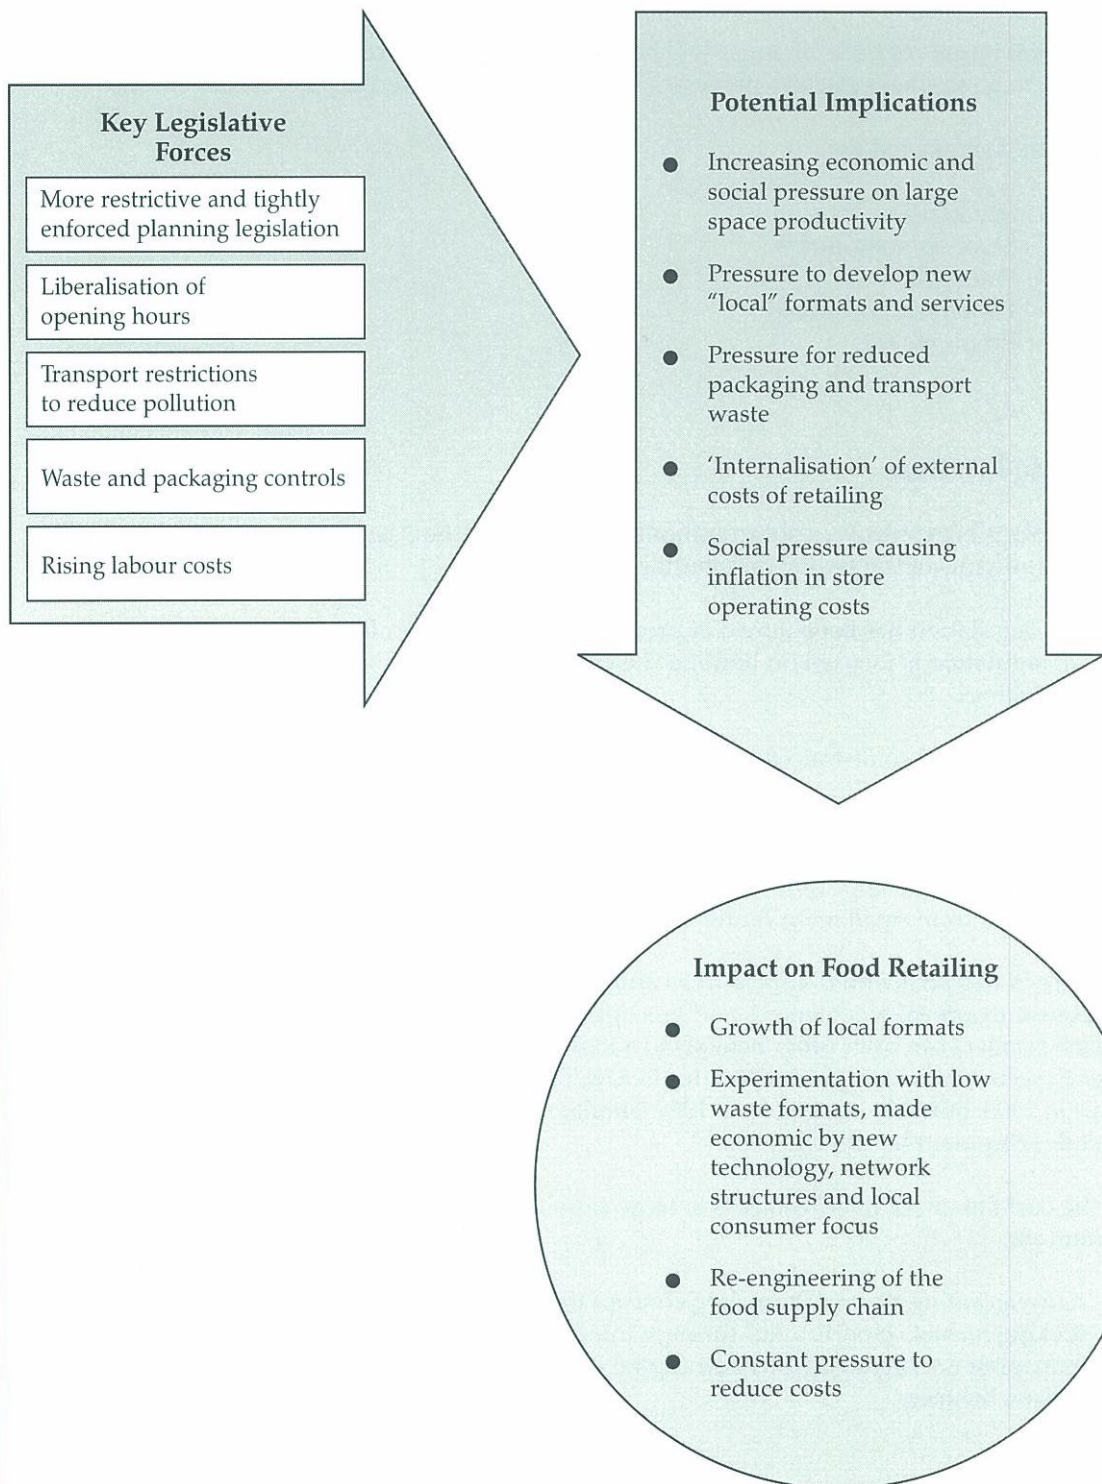 Key Legislative
Forces
More restrictive and tightly
enforced planning legislation
Liberalisation of
opening hours
Transport restrictions
to reduce pollution
Waste and packaging controls
Rising labour costs
Potential Implications
● Increasing economic and
social pressure on large
space productivity
● Pressure to develop new
“local” formats and services
● Pressure for reduced
packaging and transport
waste
● ‘Internalisation’ of external
costs of retailing
● Social pressure causing
inflation in store
operating costs
Impact on Food Retailing
● Growth of local formats
● Experimentation with low
waste formats, made
economic by new
technology, network
structures and local
consumer focus
● Re-engineering of the
food supply chain
● Constant pressure to
reduce costs